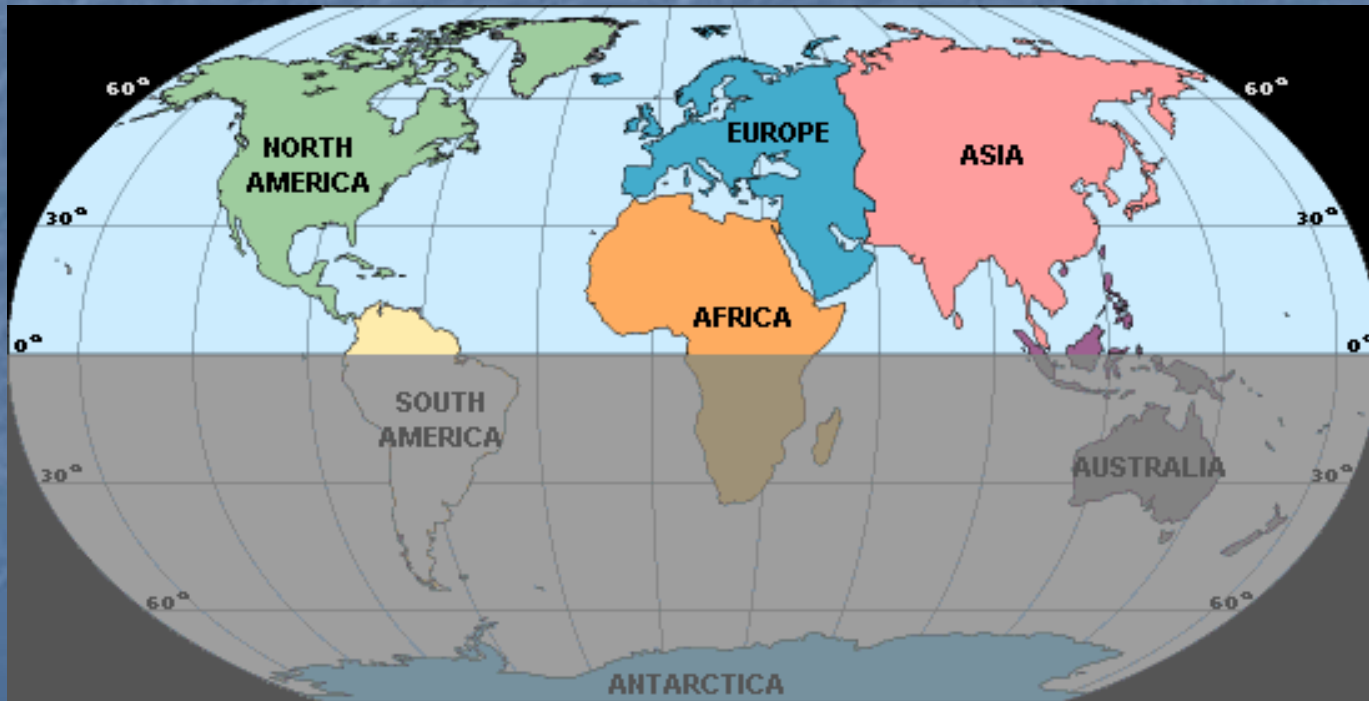 60° 60°
EUROPE
NORTH
AMERICA
ASIA
30° 30°
AFRICA
0° 0°
SOUTH
AMERICA
AUSTRALIA
30° 30°
60° 60°
ANTARCTICA